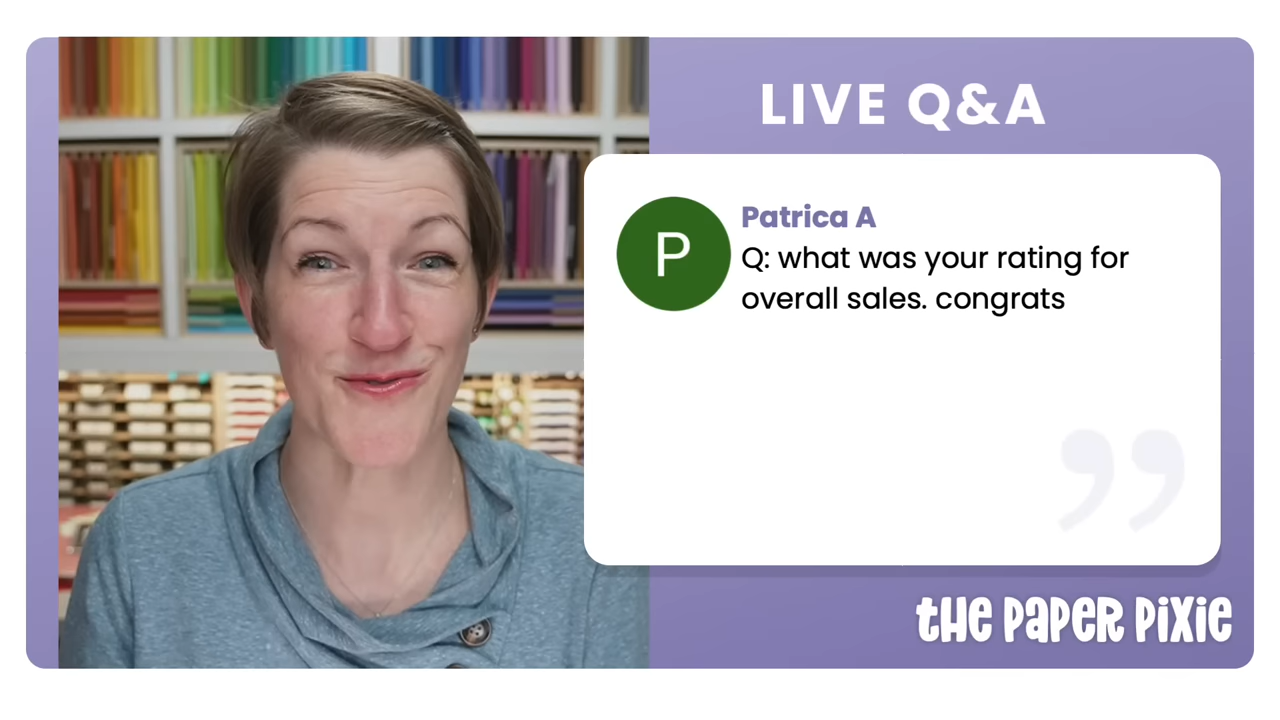 LIVE Q&A
P
Patrica A
Q: what was your rating for
overall sales. congrats
THE PAPER PIXIE